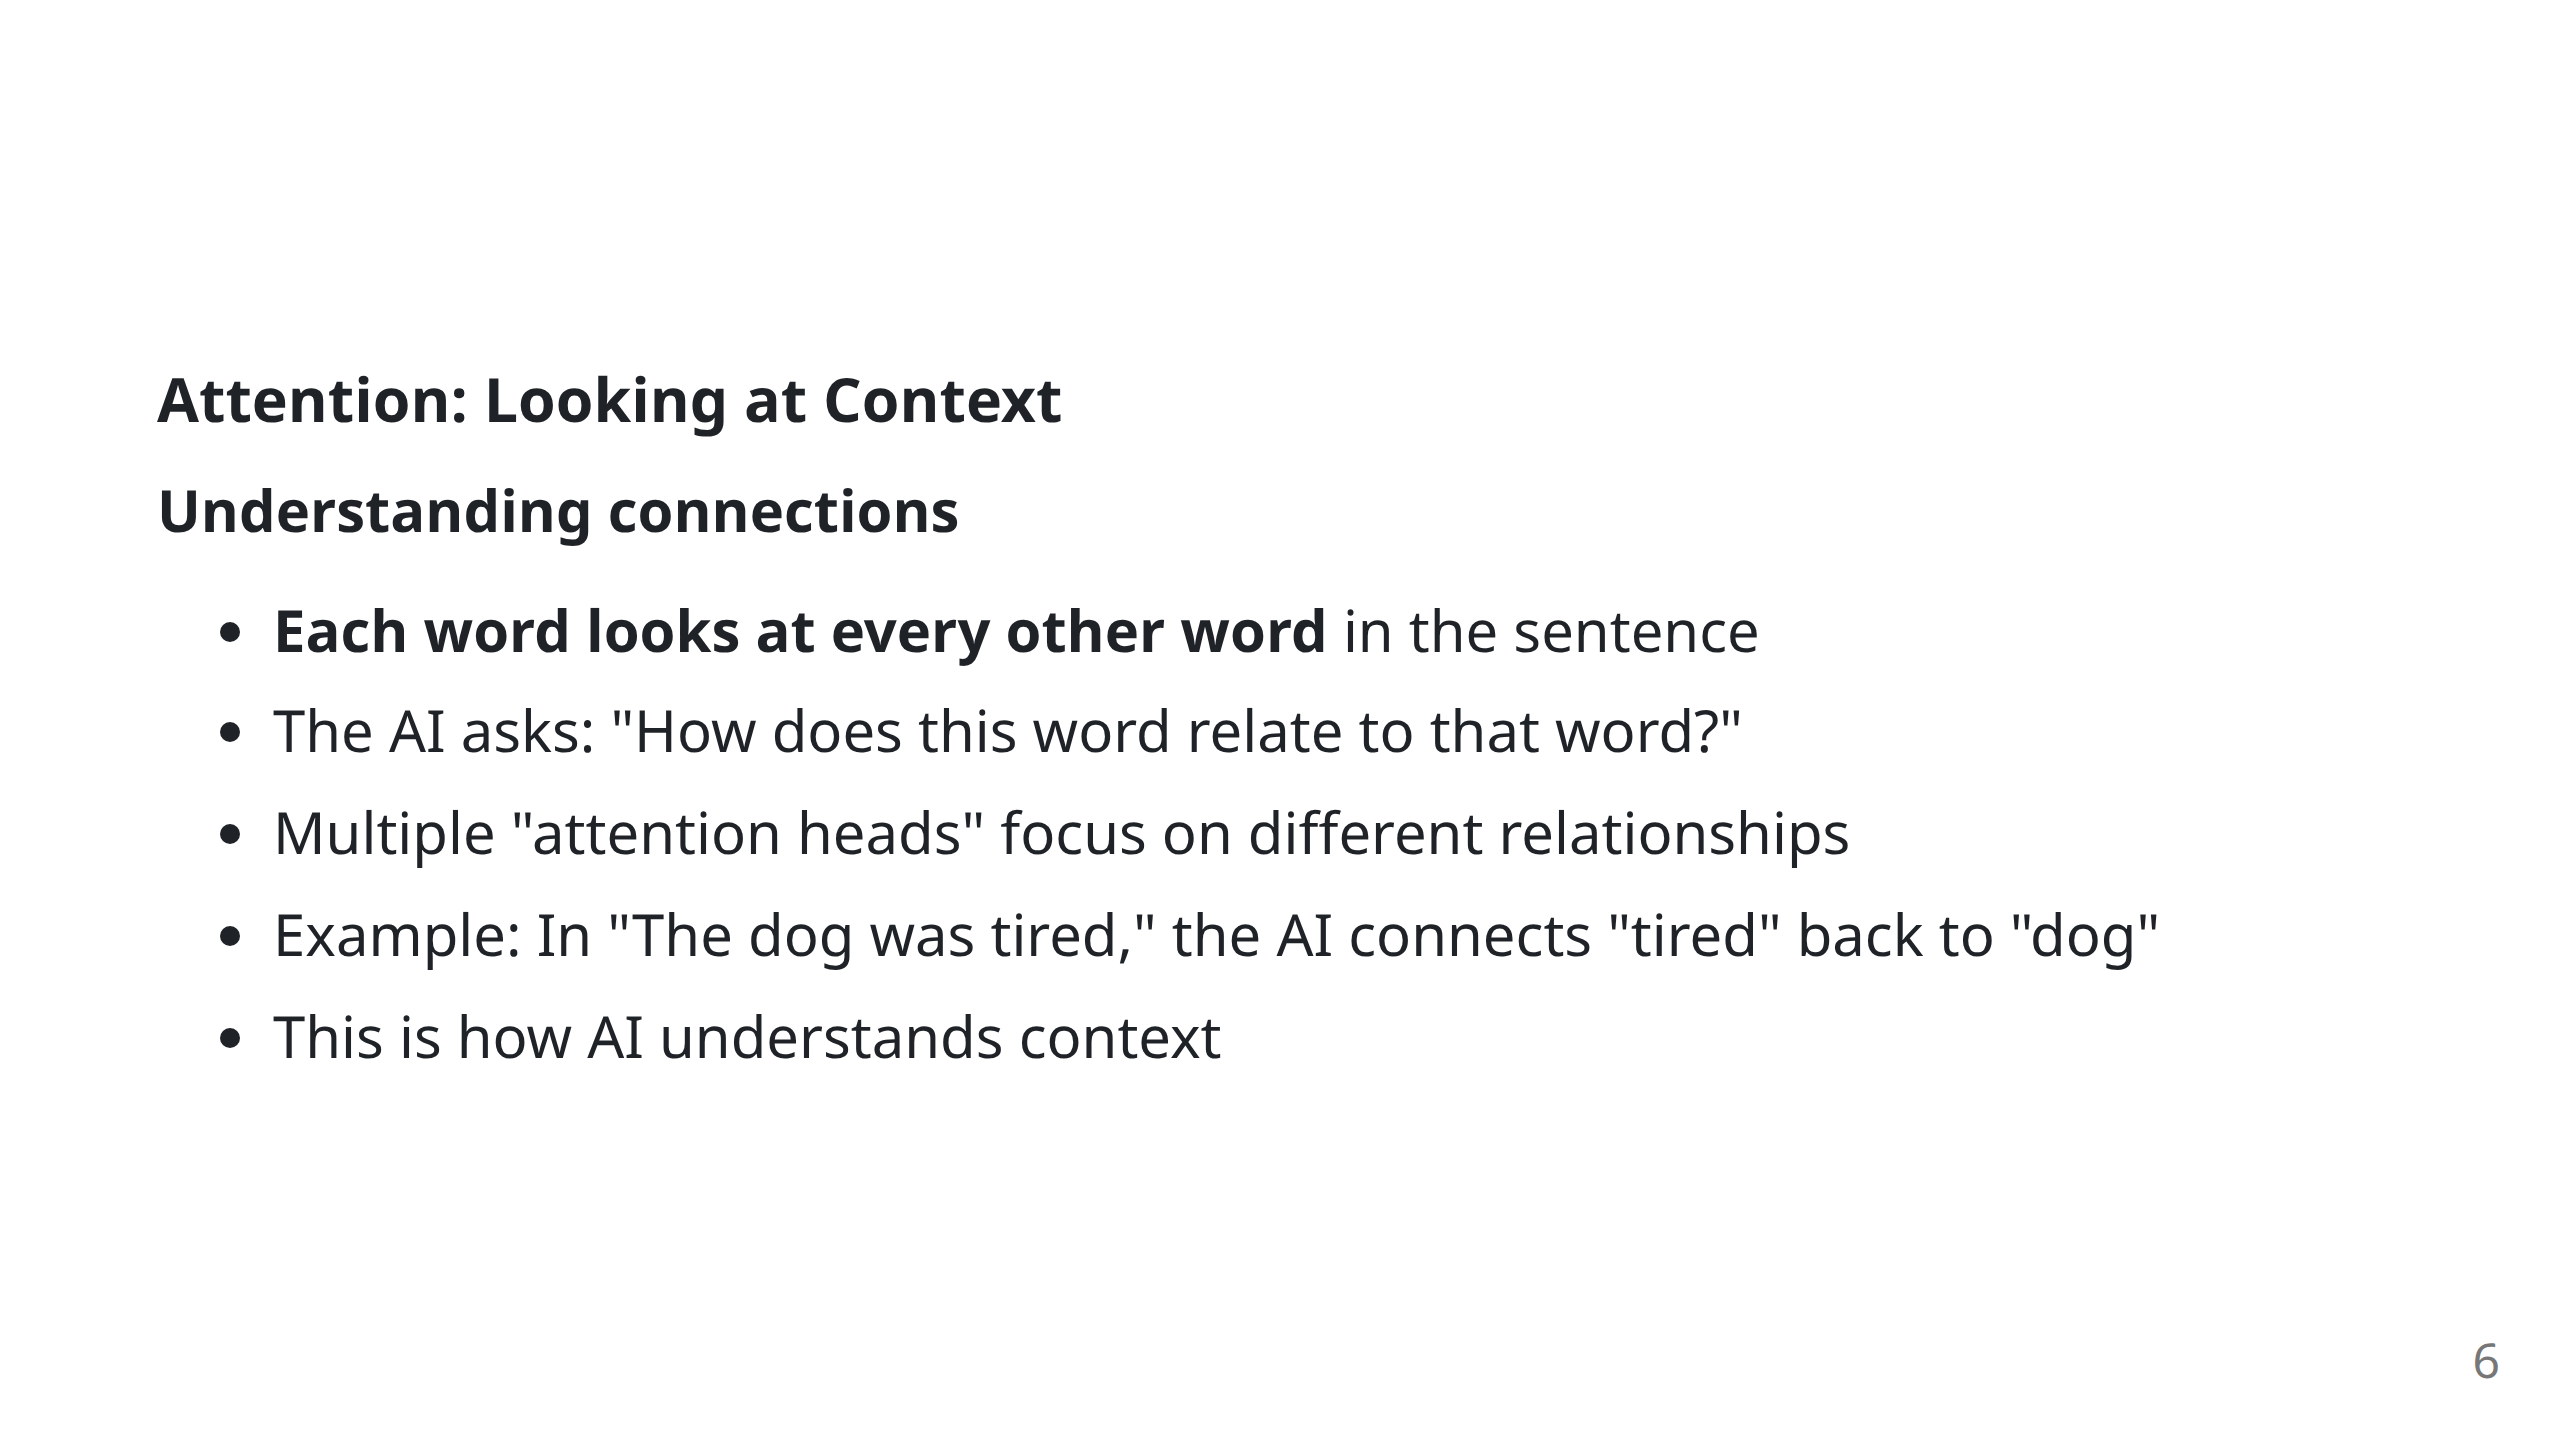 Attention: Looking at Context
Understanding connections
• Each word looks at every other word in the sentence
• The AI asks: "How does this word relate to that word?"
• Multiple "attention heads" focus on different relationships
• Example: In "The dog was tired," the AI connects "tired" back to "dog"
• This is how AI understands context
6